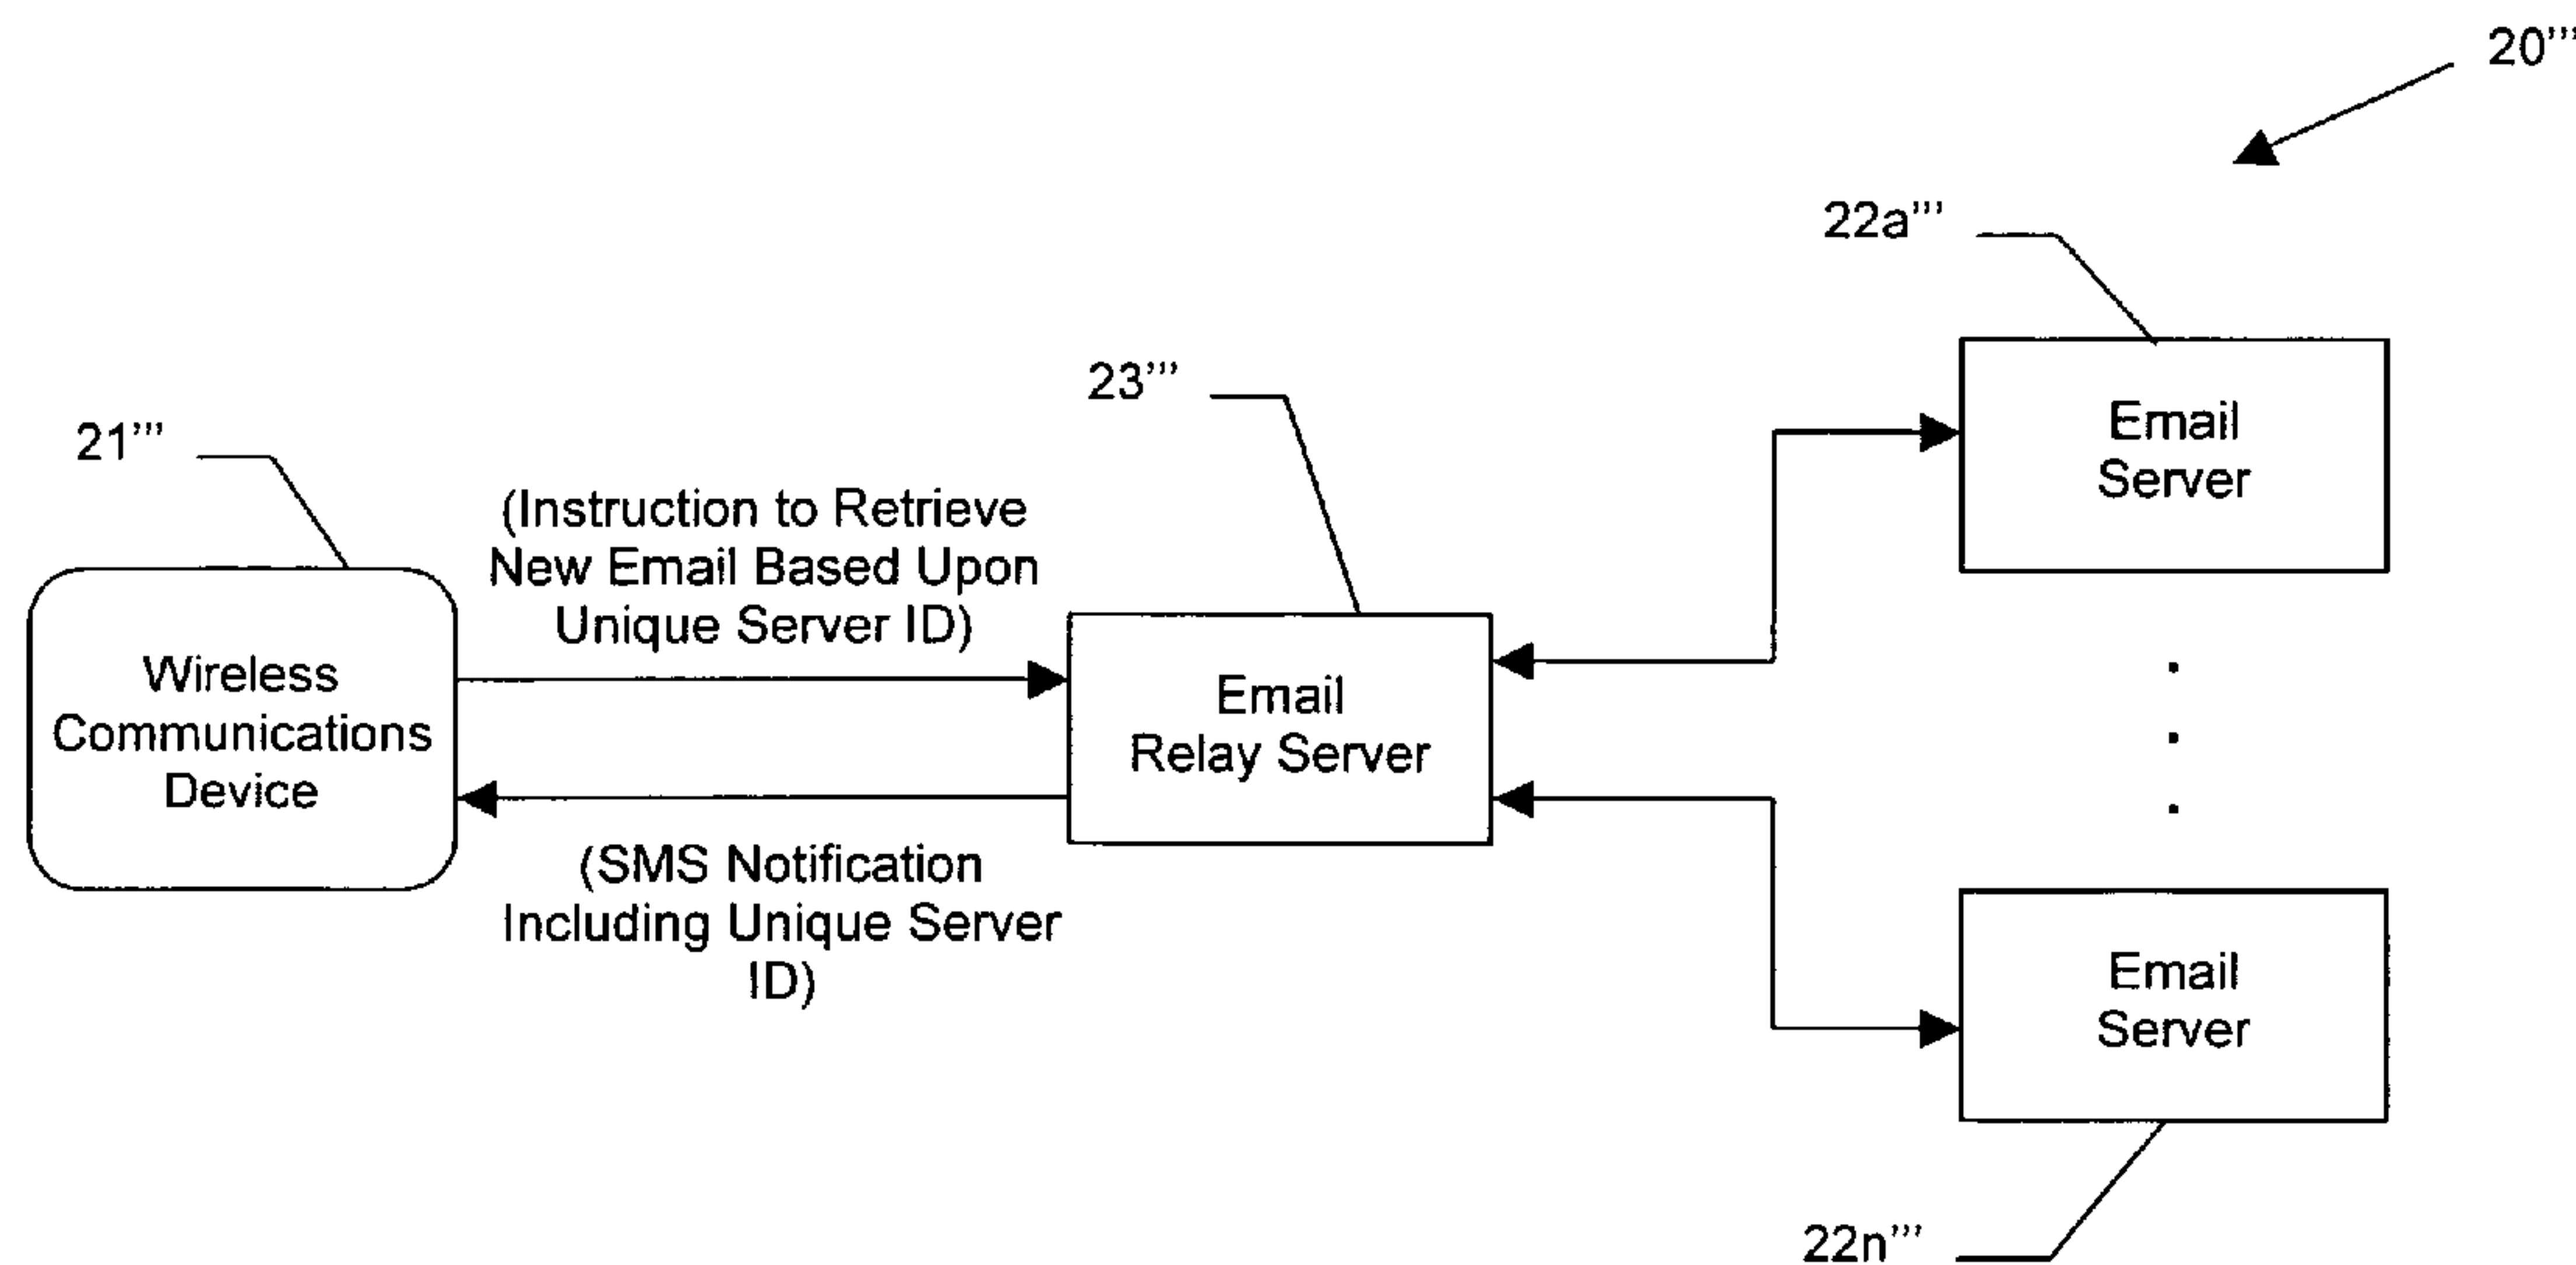 20'''
22a'''
Email
Server
23'''
21'''
(Instruction to Retrieve
New Email Based Upon
Unique Server ID)
Wireless
Communications
Device
Email
Relay Server
(SMS Notification
Including Unique Server
ID)
Email
Server
22n'''